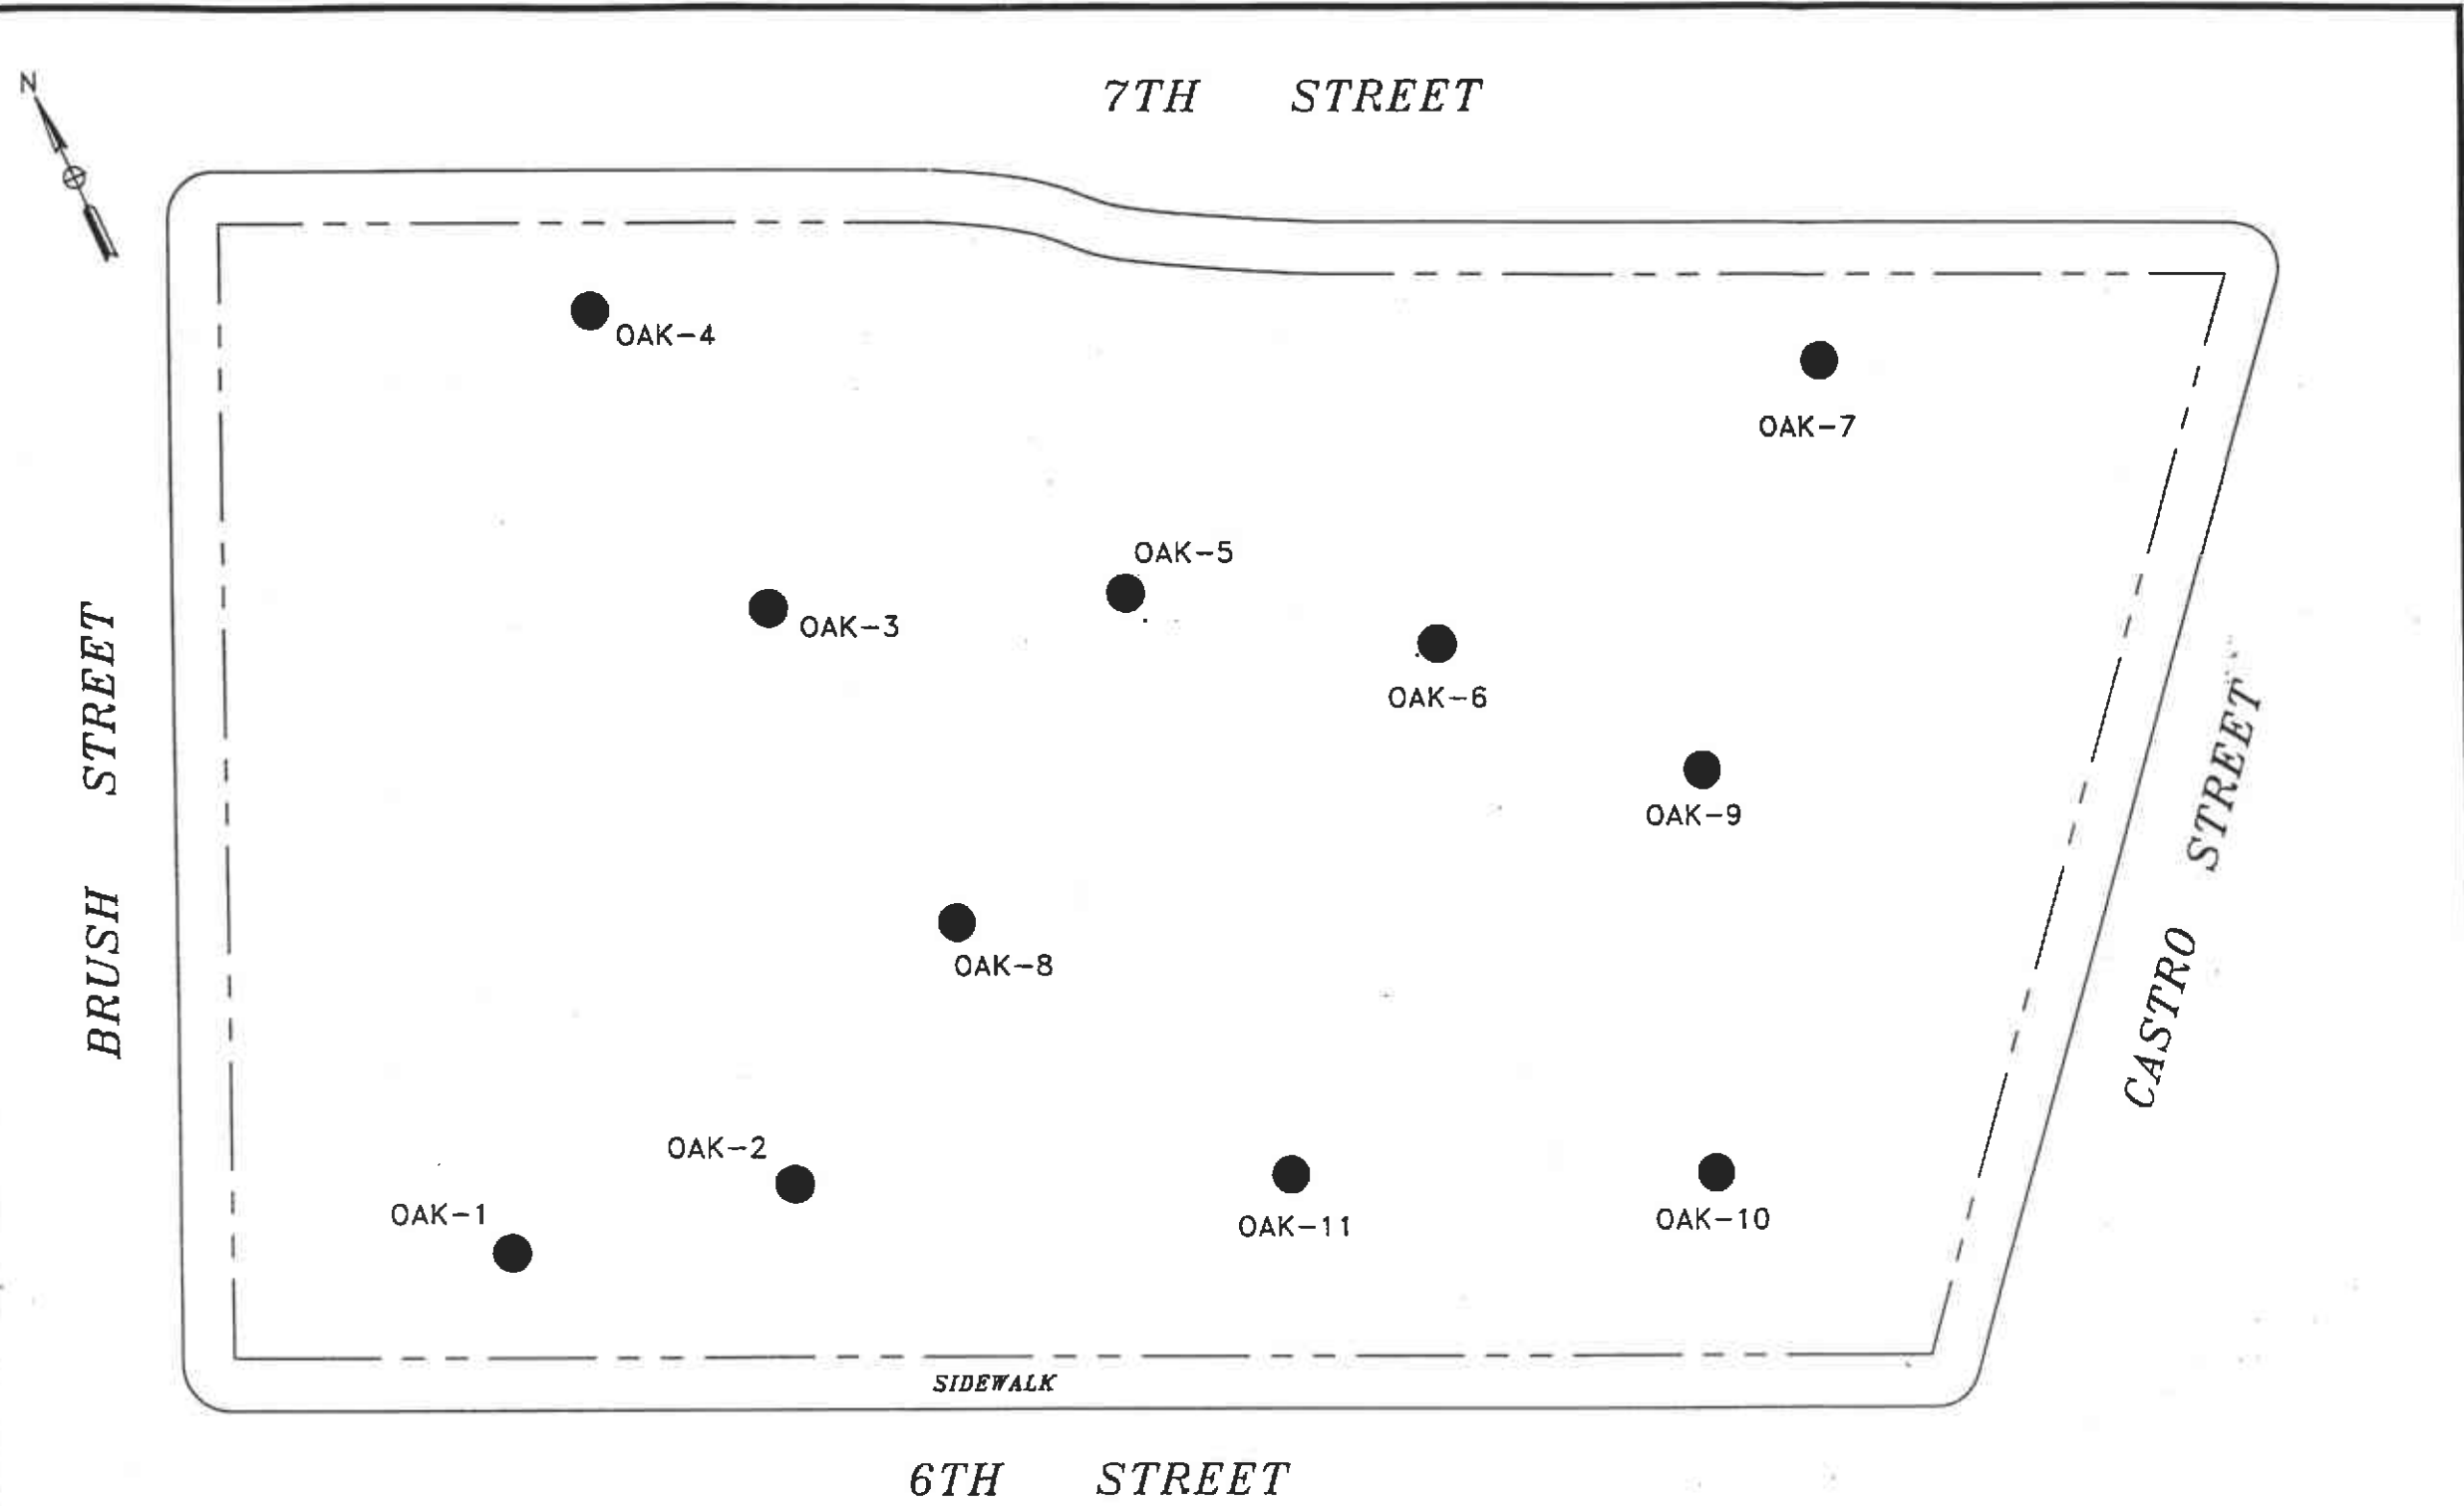 N
7TH STREET
OAK-4
OAK-7
OAK-5
OAK-3
OAK-6
BRUSH STREET
CASTRO STREET
OAK-9
OAK-8
OAK-2
OAK-1
OAK-11
OAK-10
SIDEWALK
6TH STREET